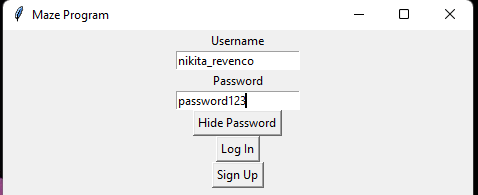 Maze Program
Username
nikita_revenco
Password
password123
Hide Password
Log In
Sign Up